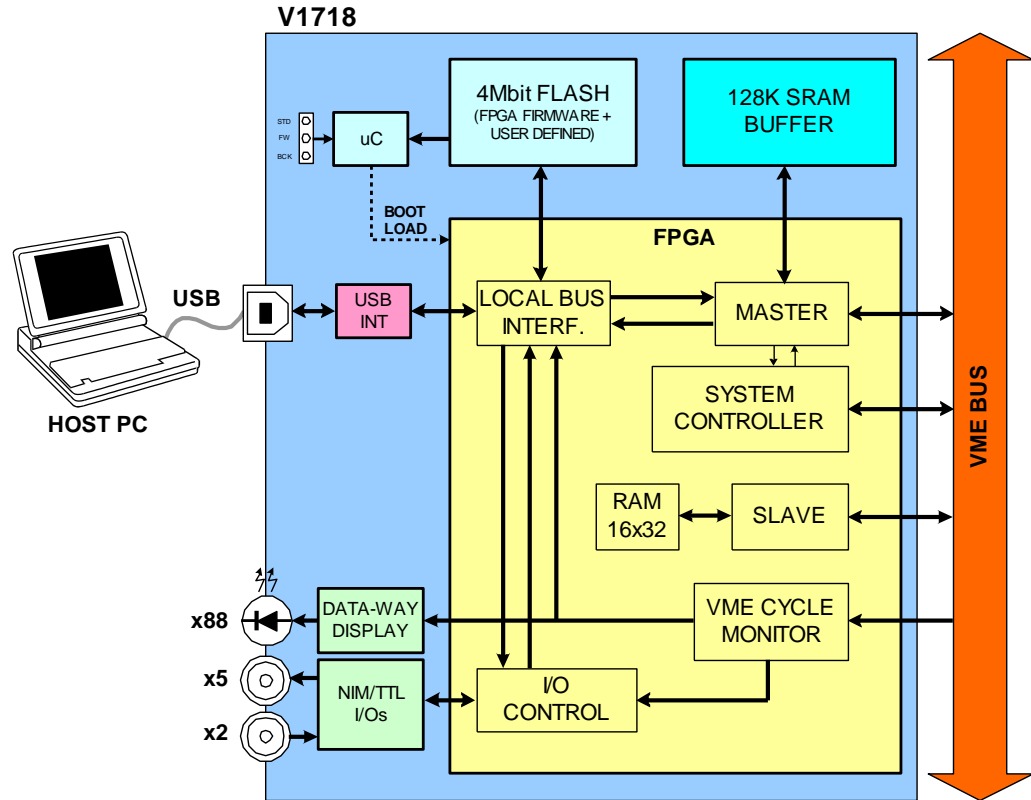 V1718
4Mbit FLASH
(FPGA FIRMWARE +
USER DEFINED)
128K SRAM
BUFFER
STD
FW
BCK
uC
BOOT
LOAD
FPGA
USB
USB
INT
LOCAL BUS
INTERF.
MASTER
HOST PC
SYSTEM
CONTROLLER
VME BUS
RAM
16x32
SLAVE
x88
DATA-WAY
DISPLAY
VME CYCLE
MONITOR
x5
NIM/TTL
I/Os
I/O
CONTROL
x2